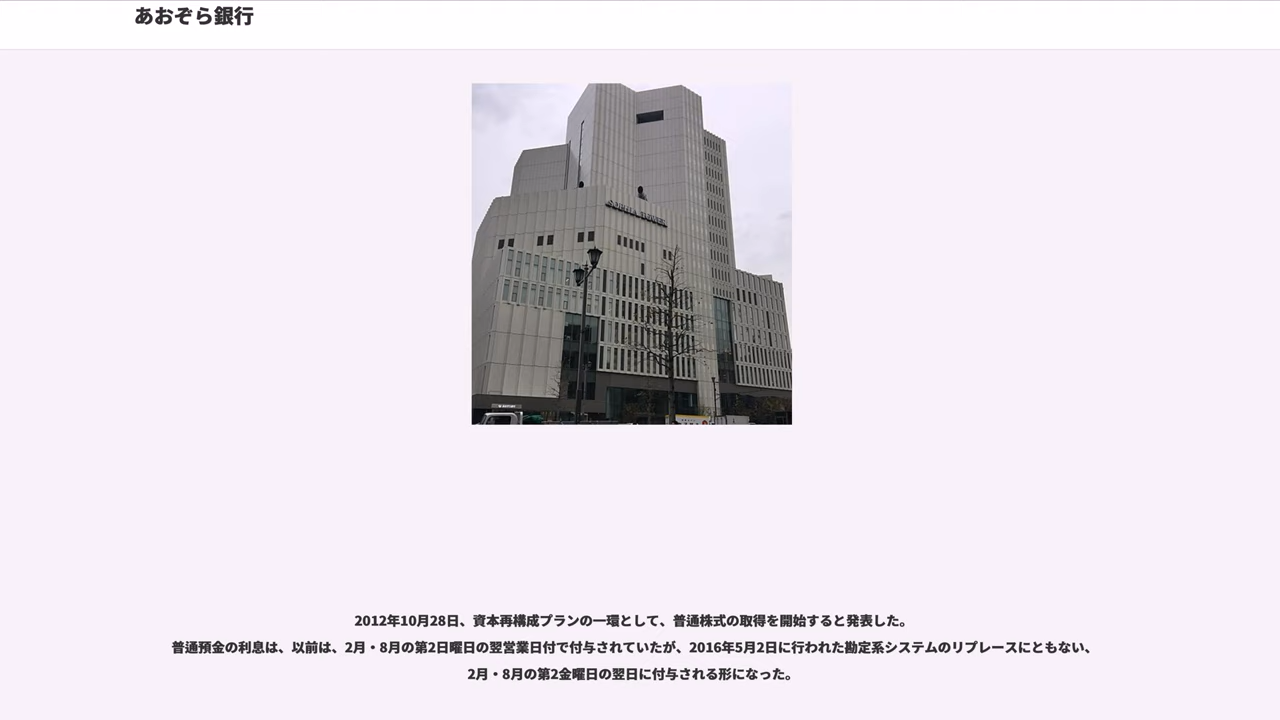 あおぞら銀行
SOPHIA TOWER
2012年10月28日、資本再構成プランの一環として、普通株式の取得を開始すると発表した。
普通預金の利息は、以前は、2月・8月の第2日曜日の翌営業日付で付与されていたが、2016年5月2日に行われた勘定系システムのリプレースにともない、
2月・8月の第2金曜日の翌日に付与される形になった。